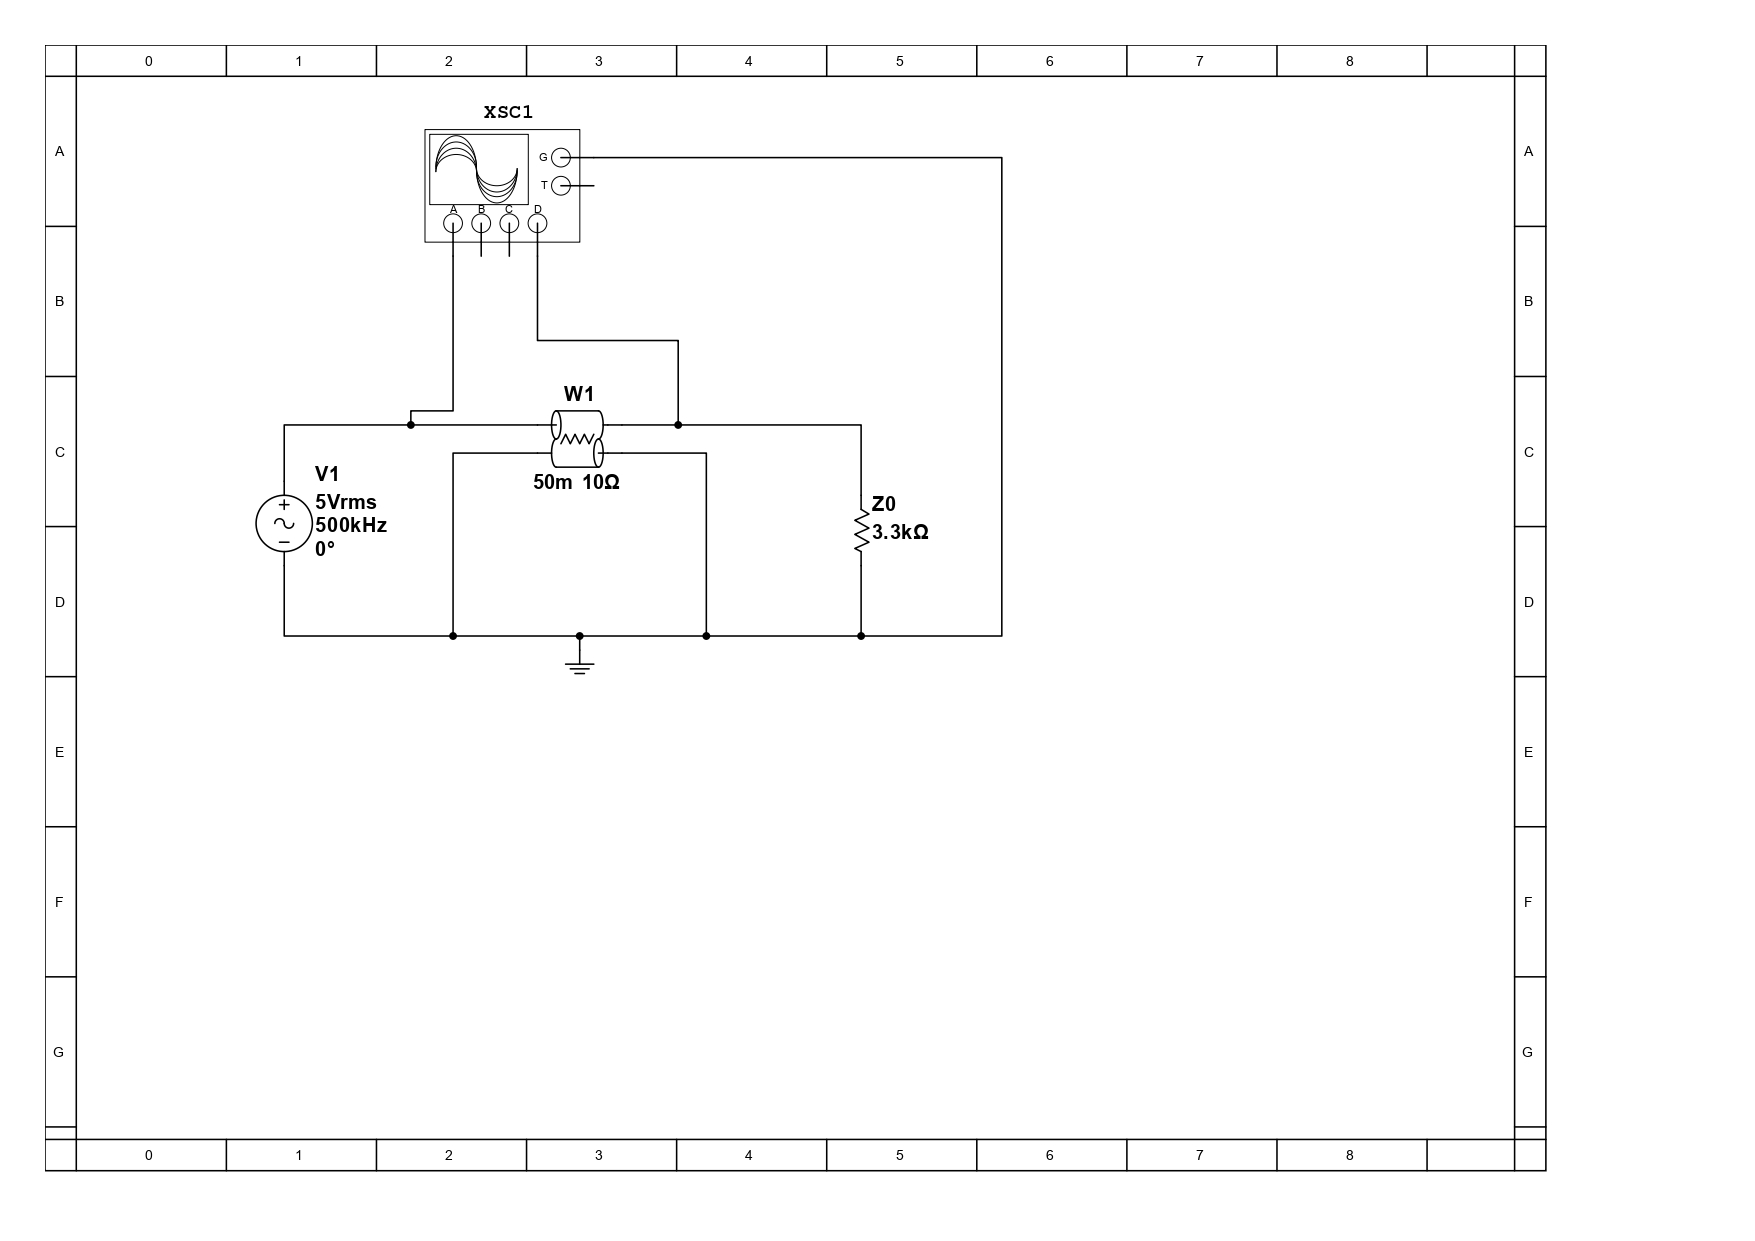 0 1 2 3 4 5 6 7 8
XSC1
A A
G
T
A B C D
B B
W1
C C
50m 10Ω
V1
5Vrms
500kHz
0°
+
−
Z0
3.3kΩ
D D
E E
F F
G G
0 1 2 3 4 5 6 7 8